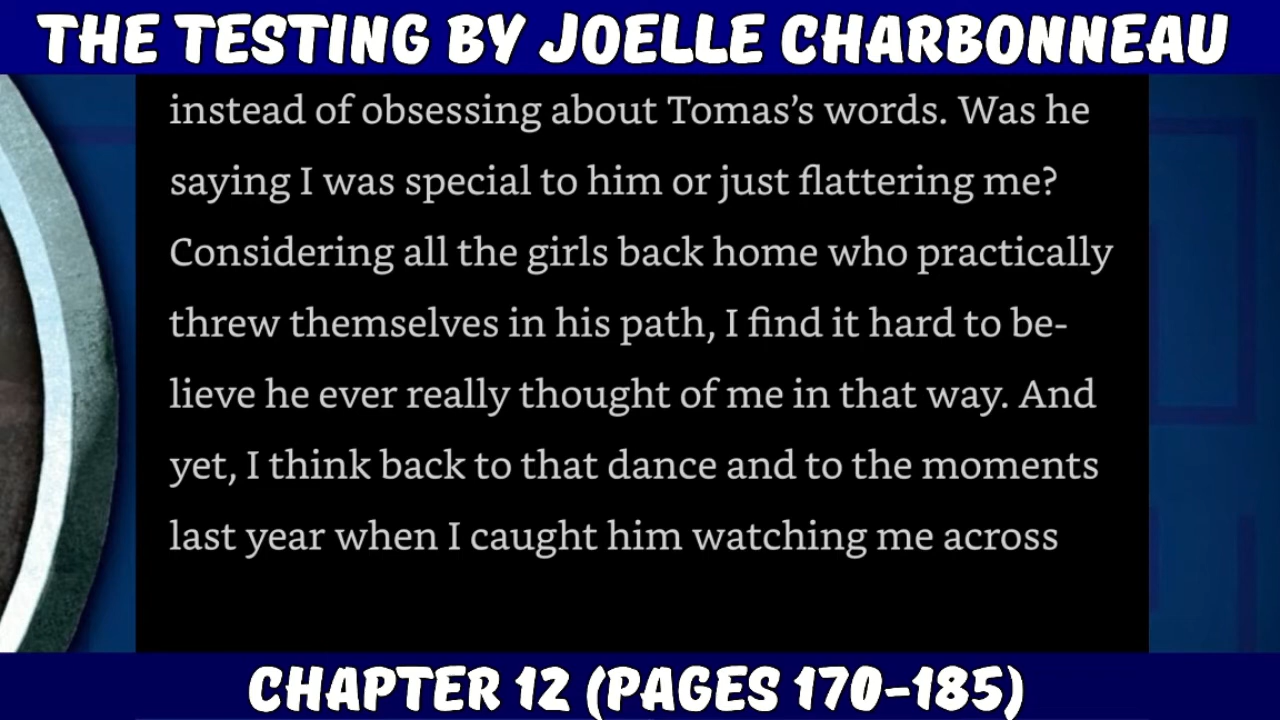 THE TESTING BY JOELLE CHARBONNEAU
instead of obsessing about Tomas’s words. Was he
saying I was special to him or just flattering me?
Considering all the girls back home who practically
threw themselves in his path, I find it hard to be-
lieve he ever really thought of me in that way. And
yet, I think back to that dance and to the moments
last year when I caught him watching me across
CHAPTER 12 (PAGES 170-185)